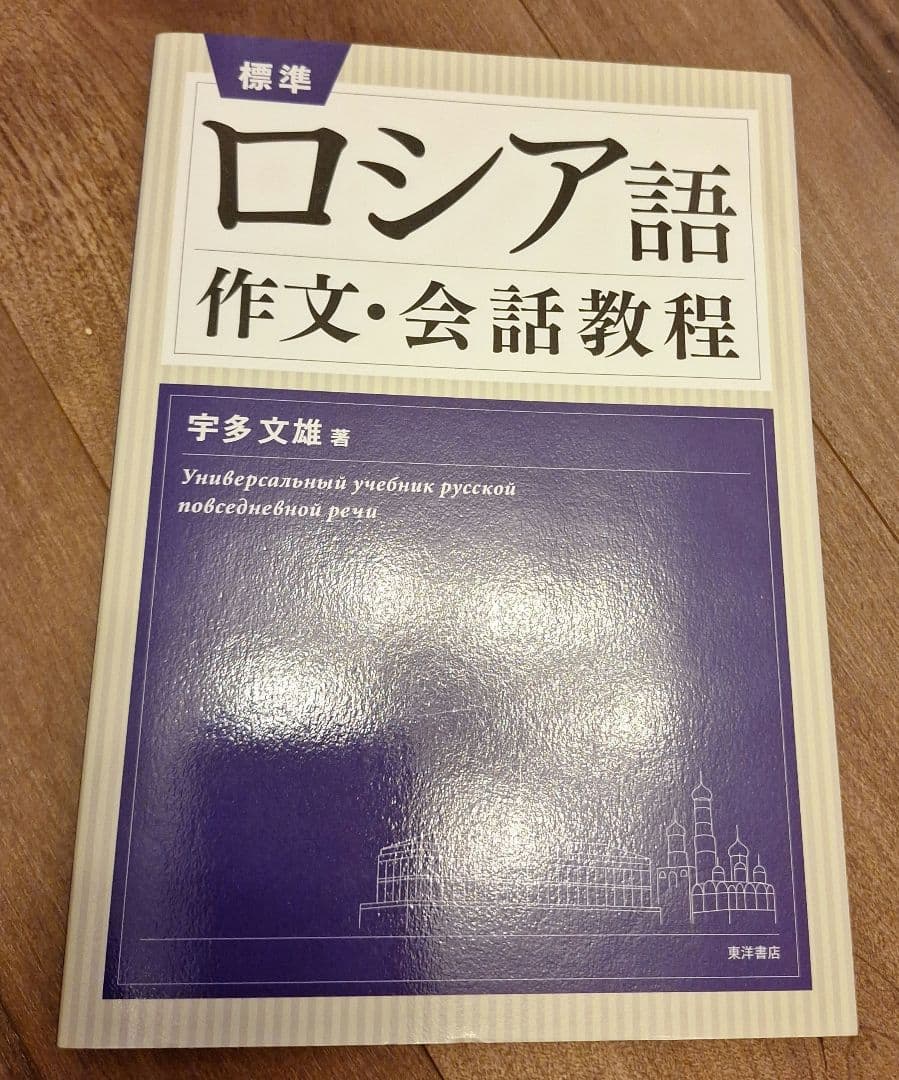 標準
ロシア語
作文・会話教程
宇多文雄 著
Универсальный учебник русской
повседневной речи
東洋書店